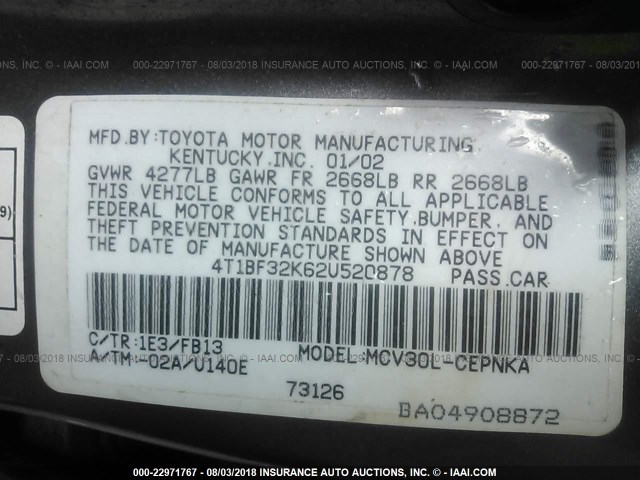 000-22971767 - 08/03/2018 INSURANCE AUTO AUCTIONS, INC. © - IAAI.COM
MFD.BY:TOYOTA MOTOR MANUFACTURING
KENTUCKY.INC. 01/02
GVWR 4277LB GAWR FR 2668LB RR 2668LB
THIS VEHICLE CONFORMS TO ALL APPLICABLE
FEDERAL MOTOR VEHICLE SAFETY,BUMPER, AND
THEFT PREVENTION STANDARDS IN EFFECT ON
THE DATE OF MANUFACTURE SHOWN ABOVE
4T1BF32K62U520878 PASS.CAR
C/TR:1E3/FB13
A/TM-02A/U140E
MODEL:MCV30L-CEPNKA
73126
BA04908872
9)
000-22971767 - 08/03/2018 INSURANCE AUTO AUCTIONS, INC. © - IAAI.COM